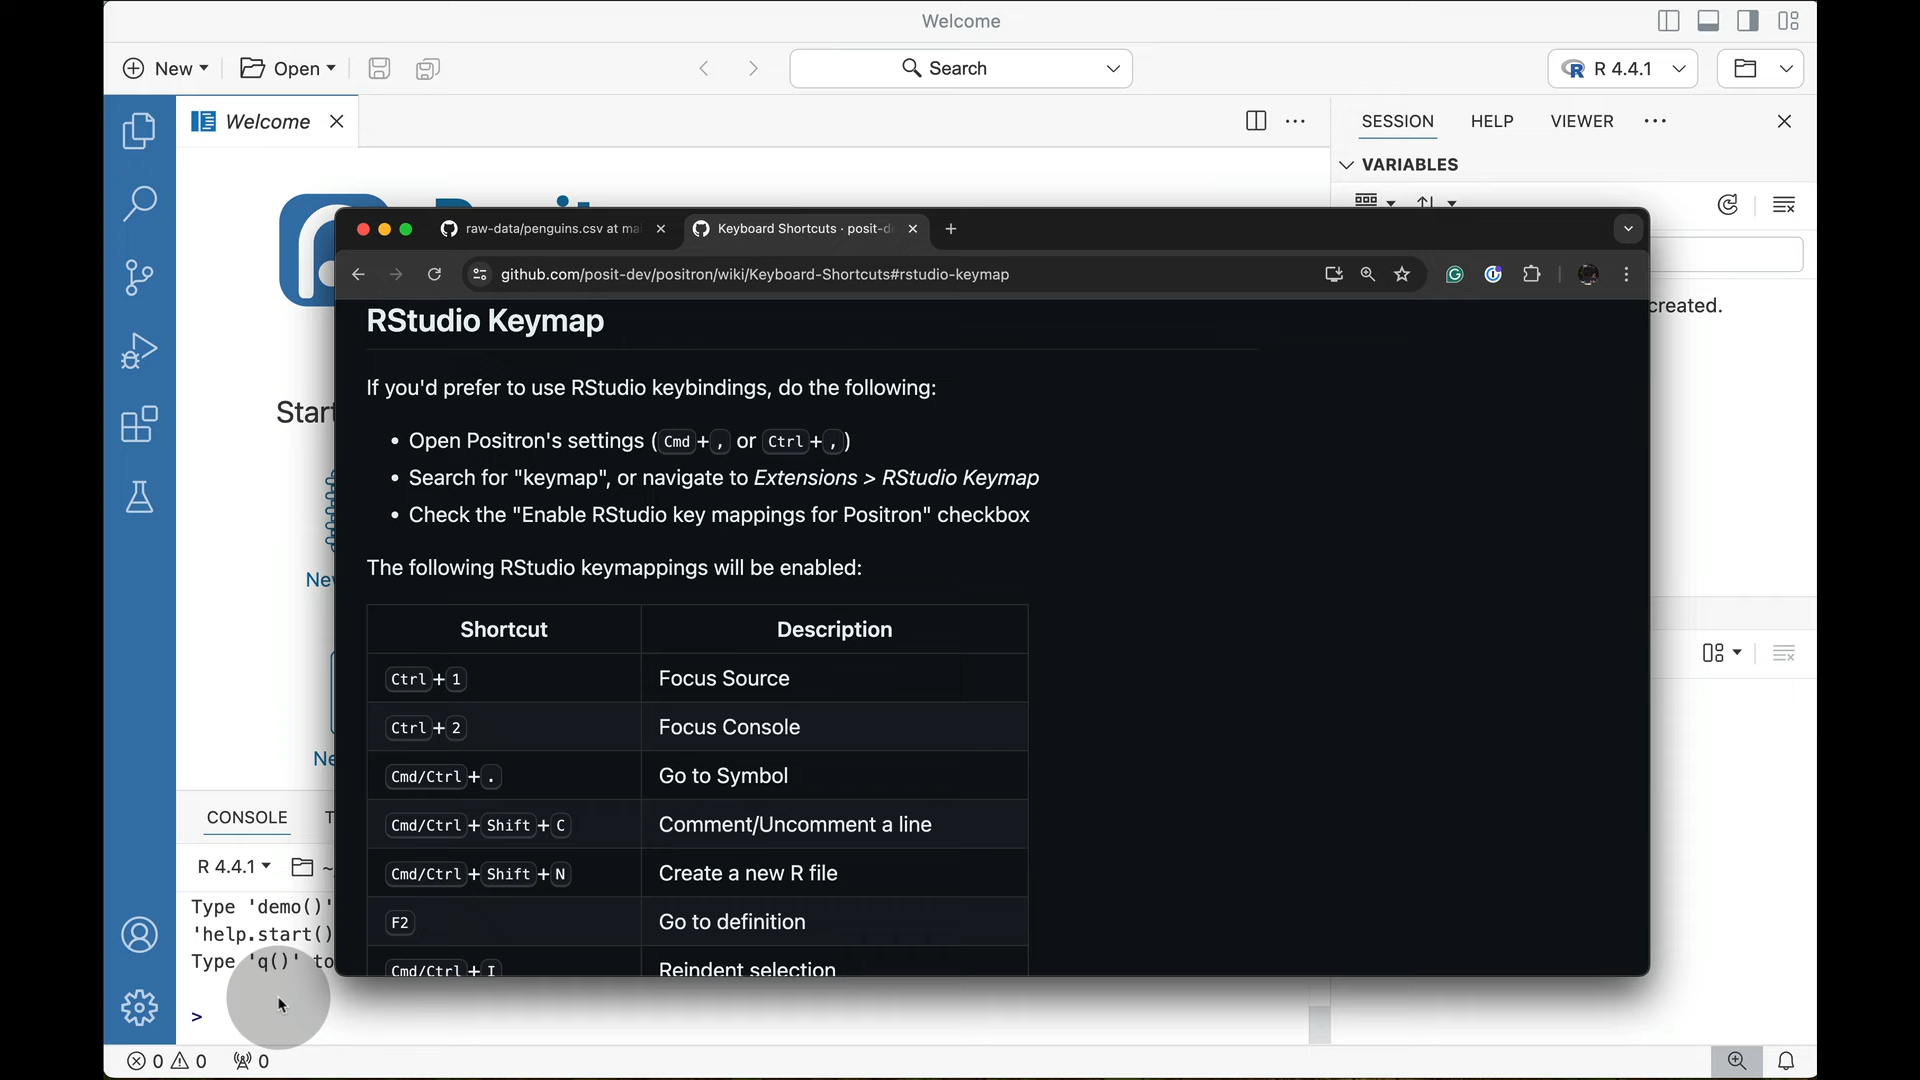 Welcome
New
Open
Search
R 4.4.1
Welcome
SESSION
HELP
VIEWER
VARIABLES
raw-data/penguins.csv at ma
Keyboard Shortcuts · posit-d
github.com/posit-dev/positron/wiki/Keyboard-Shortcuts#rstudio-keymap
created.
RStudio Keymap
If you'd prefer to use RStudio keybindings, do the following:
• Open Positron's settings (Cmd+, or Ctrl+,)
• Search for "keymap", or navigate to Extensions > RStudio Keymap
• Check the "Enable RStudio key mappings for Positron" checkbox
The following RStudio keymappings will be enabled:
Shortcut Description
Ctrl+1 Focus Source
Ctrl+2 Focus Console
Cmd/Ctrl+. Go to Symbol
Cmd/Ctrl+Shift+C Comment/Uncomment a line
Cmd/Ctrl+Shift+N Create a new R file
F2 Go to definition
Cmd/Ctrl+I Reindent selection
Start
New
Ne
CONSOLE T
R 4.4.1 ~
Type 'demo()'
'help.start()
Type 'q()' to
>
0 0 0